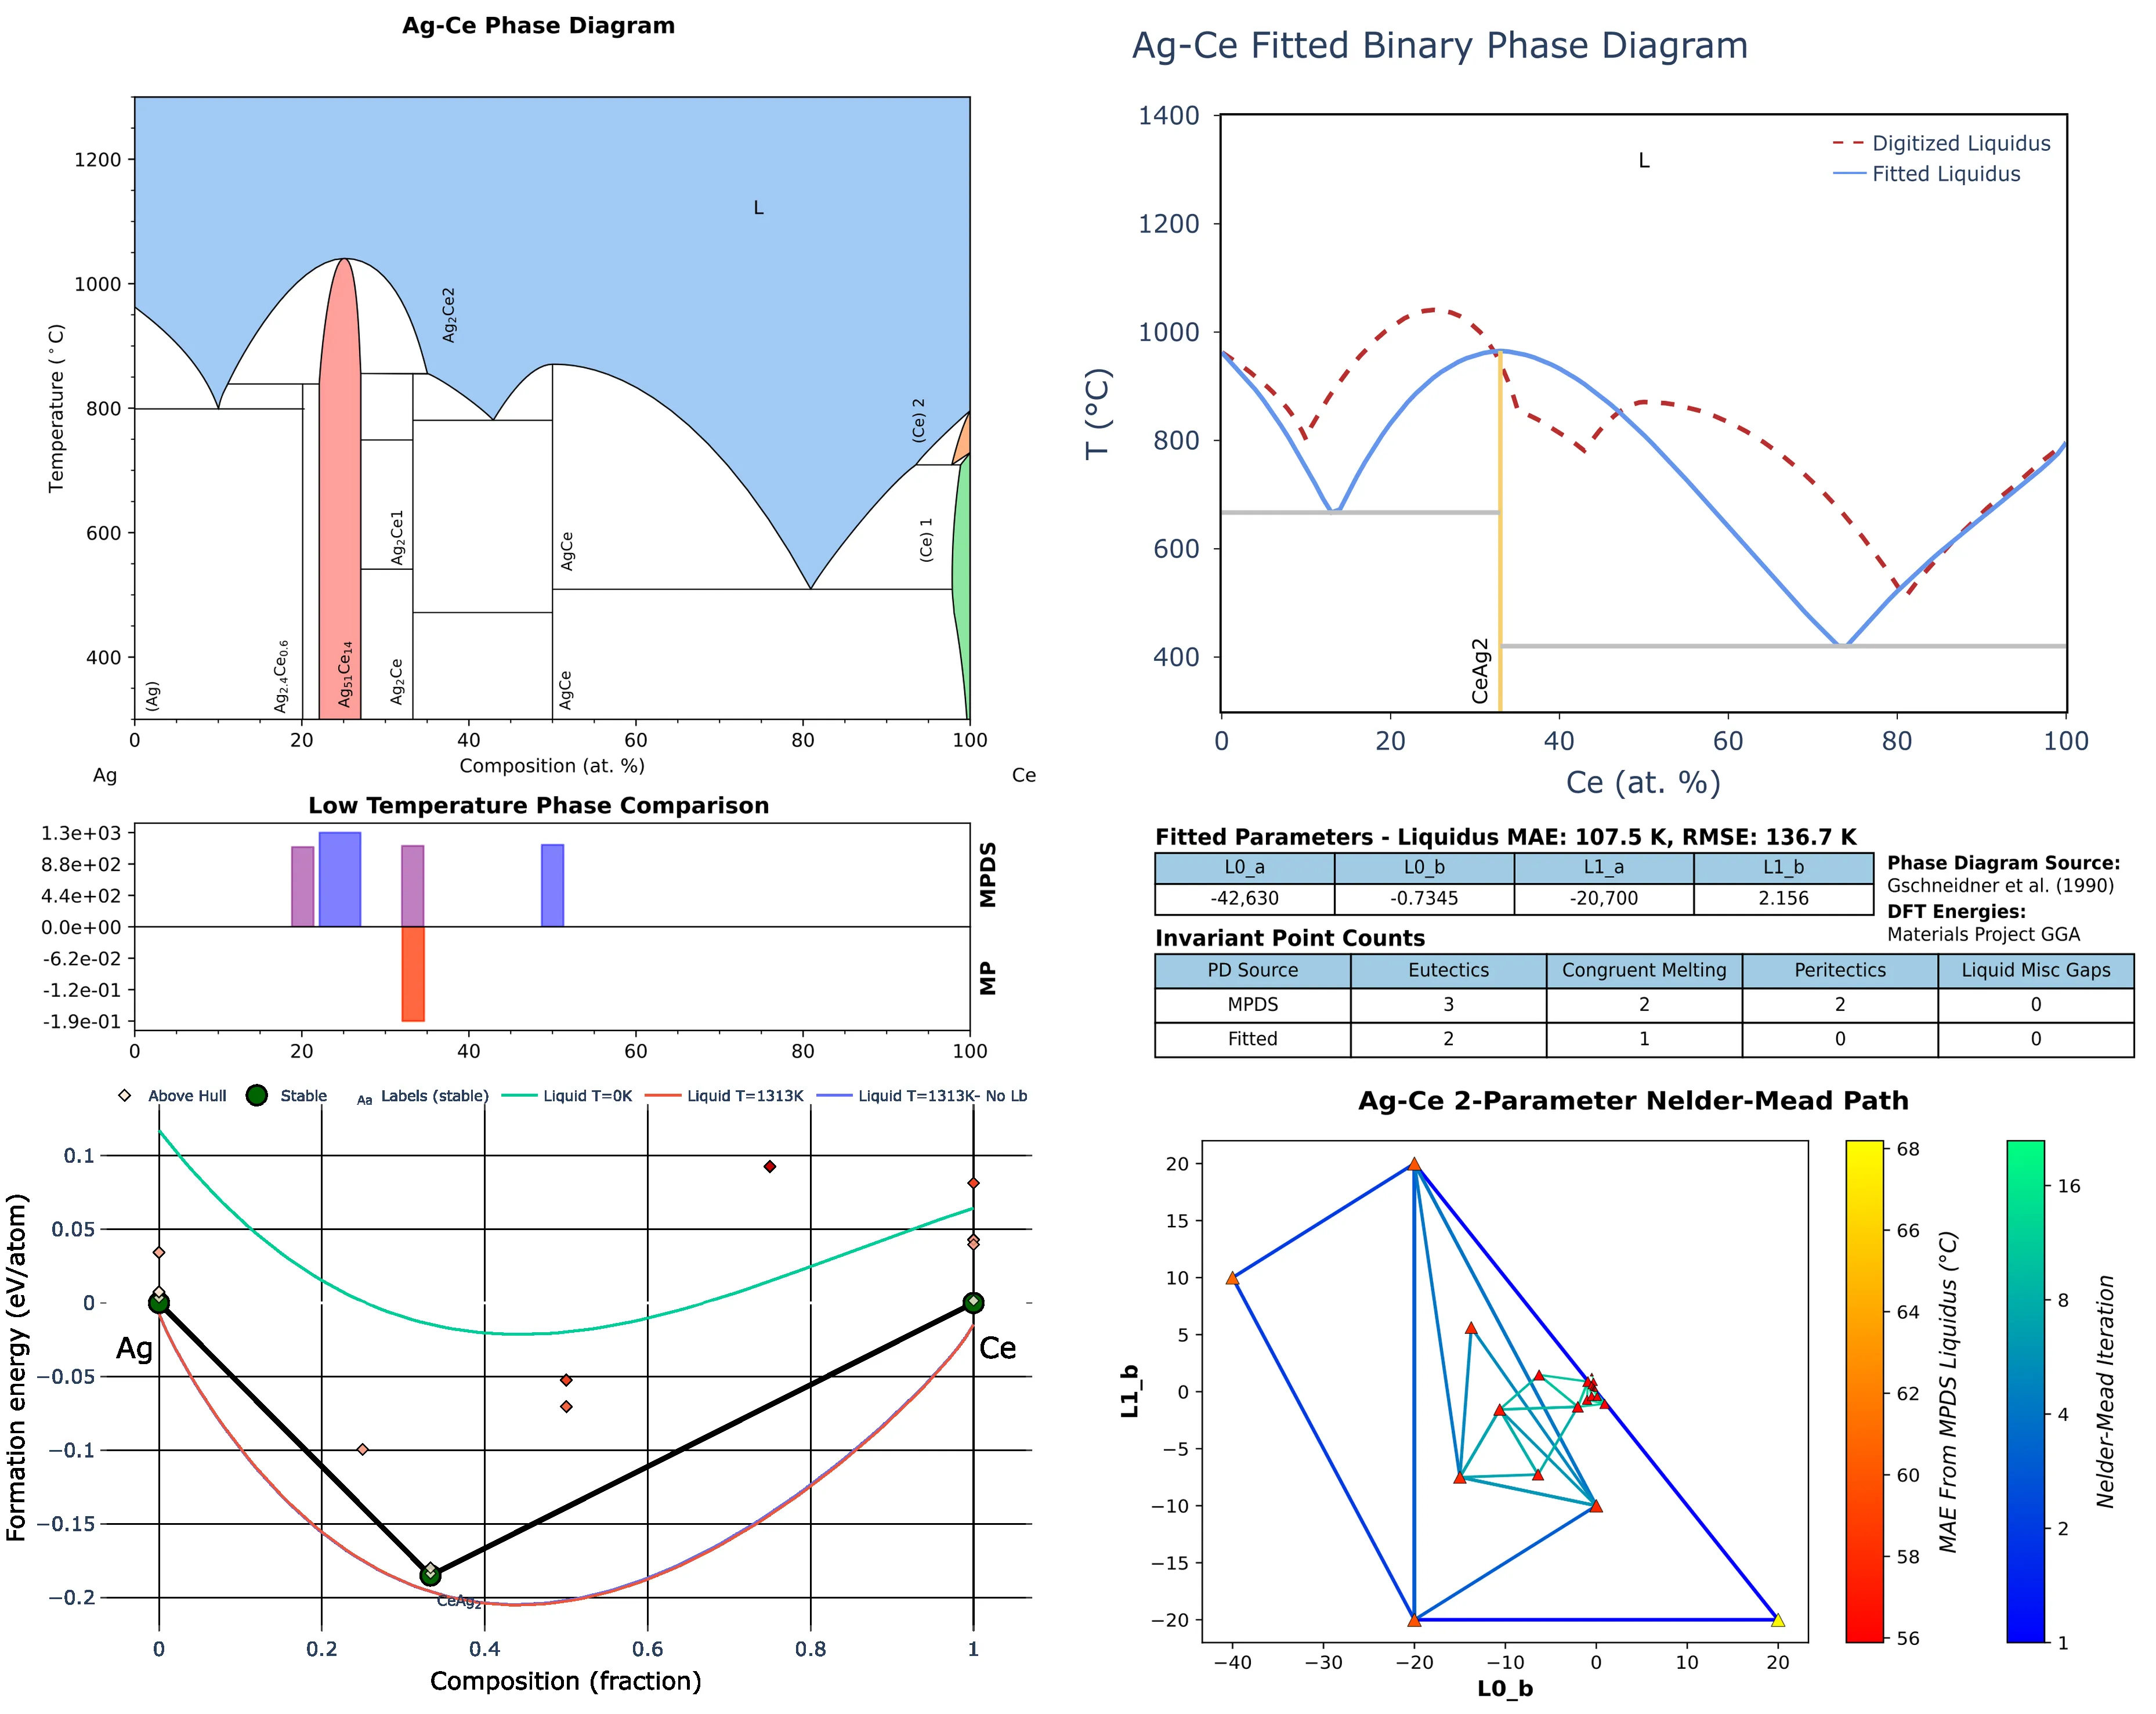 Ag-Ce Phase Diagram
1200
1000
800
600
400
Temperature (°C)
L
Ag2Ce2
(Ce) 2
(Ce) 1
AgCe
Ag2Ce1
(Ag)
Ag2.4Ce0.6
Ag51Ce14
Ag2Ce
AgCe
0 20 40 60 80 100
Composition (at. %)
Ag
Ce
Ag-Ce Fitted Binary Phase Diagram
1400
1200
1000
800
600
400
T (°C)
L
Digitized Liquidus
Fitted Liquidus
CeAg2
0 20 40 60 80 100
Ce (at. %)
Low Temperature Phase Comparison
1.3e+03
8.8e+02
4.4e+02
0.0e+00
-6.2e-02
-1.2e-01
-1.9e-01
MPDS
MP
0 20 40 60 80 100
Fitted Parameters - Liquidus MAE: 107.5 K, RMSE: 136.7 K
L0_a L0_b L1_a L1_b
-42,630 -0.7345 -20,700 2.156
Phase Diagram Source:
Gschneidner et al. (1990)
DFT Energies:
Materials Project GGA
Invariant Point Counts
PD Source Eutectics Congruent Melting Peritectics Liquid Misc Gaps
MPDS 3 2 2 0
Fitted 2 1 0 0
Above Hull Stable Aa Labels (stable) Liquid T=0K Liquid T=1313K Liquid T=1313K- No Lb
0.1
0.05
0
−0.05
−0.1
−0.15
−0.2
Formation energy (eV/atom)
Ag
Ce
CeAg2
0 0.2 0.4 0.6 0.8 1
Composition (fraction)
Ag-Ce 2-Parameter Nelder-Mead Path
20
15
10
5
0
−5
−10
−15
−20
L1_b
−40 −30 −20 −10 0 10 20
L0_b
68
66
64
62
60
58
56
MAE From MPDS Liquidus (°C)
16
8
4
2
1
Nelder-Mead Iteration